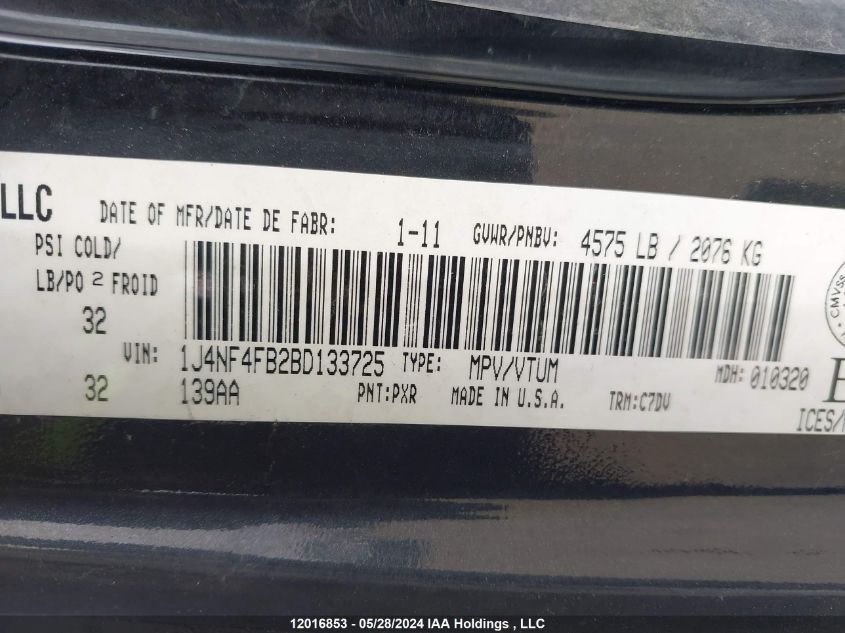 LLC DATE OF MFR/DATE DE FABR: 1-11 GVWR/PNBV: 4575 LB / 2076 KG
PSI COLD/
LB/PO 2 FROID
32
CMVSS
VIN: 1J4NF4FB2BD133725 TYPE: MPV/VTUM MDH: 010320
32 139AA PNT:PXR MADE IN U.S.A. TRM:C7DV
ICES/
12016853 - 05/28/2024 IAA Holdings , LLC